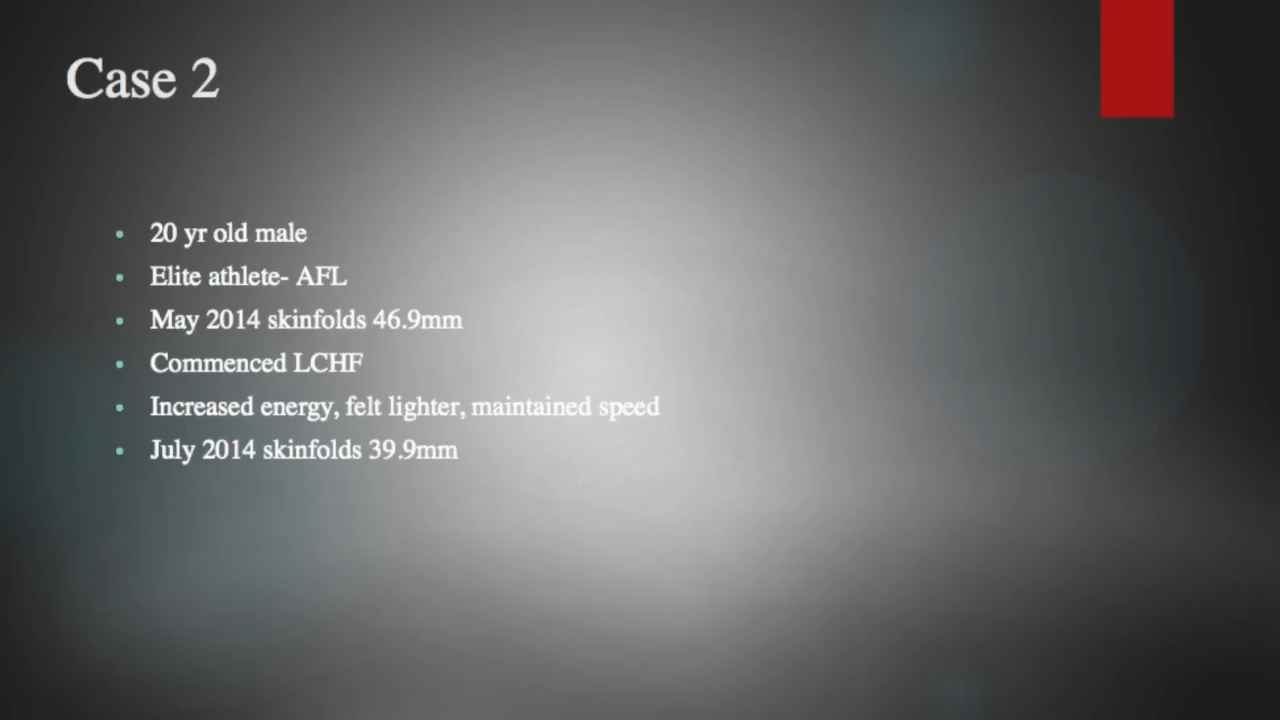 Case 2
• 20 yr old male
• Elite athlete- AFL
• May 2014 skinfolds 46.9mm
• Commenced LCHF
• Increased energy, felt lighter, maintained speed
• July 2014 skinfolds 39.9mm